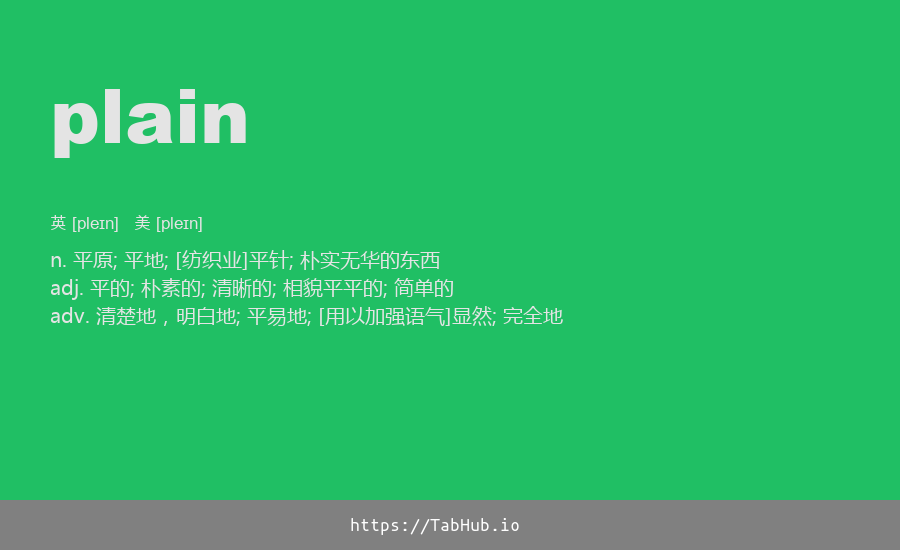 plain
英 [pleɪn] 美 [pleɪn]
n. 平原; 平地; [纺织业]平针; 朴实无华的东西
adj. 平的; 朴素的; 清晰的; 相貌平平的; 简单的
adv. 清楚地，明白地; 平易地; [用以加强语气]显然; 完全地
https://TabHub.io